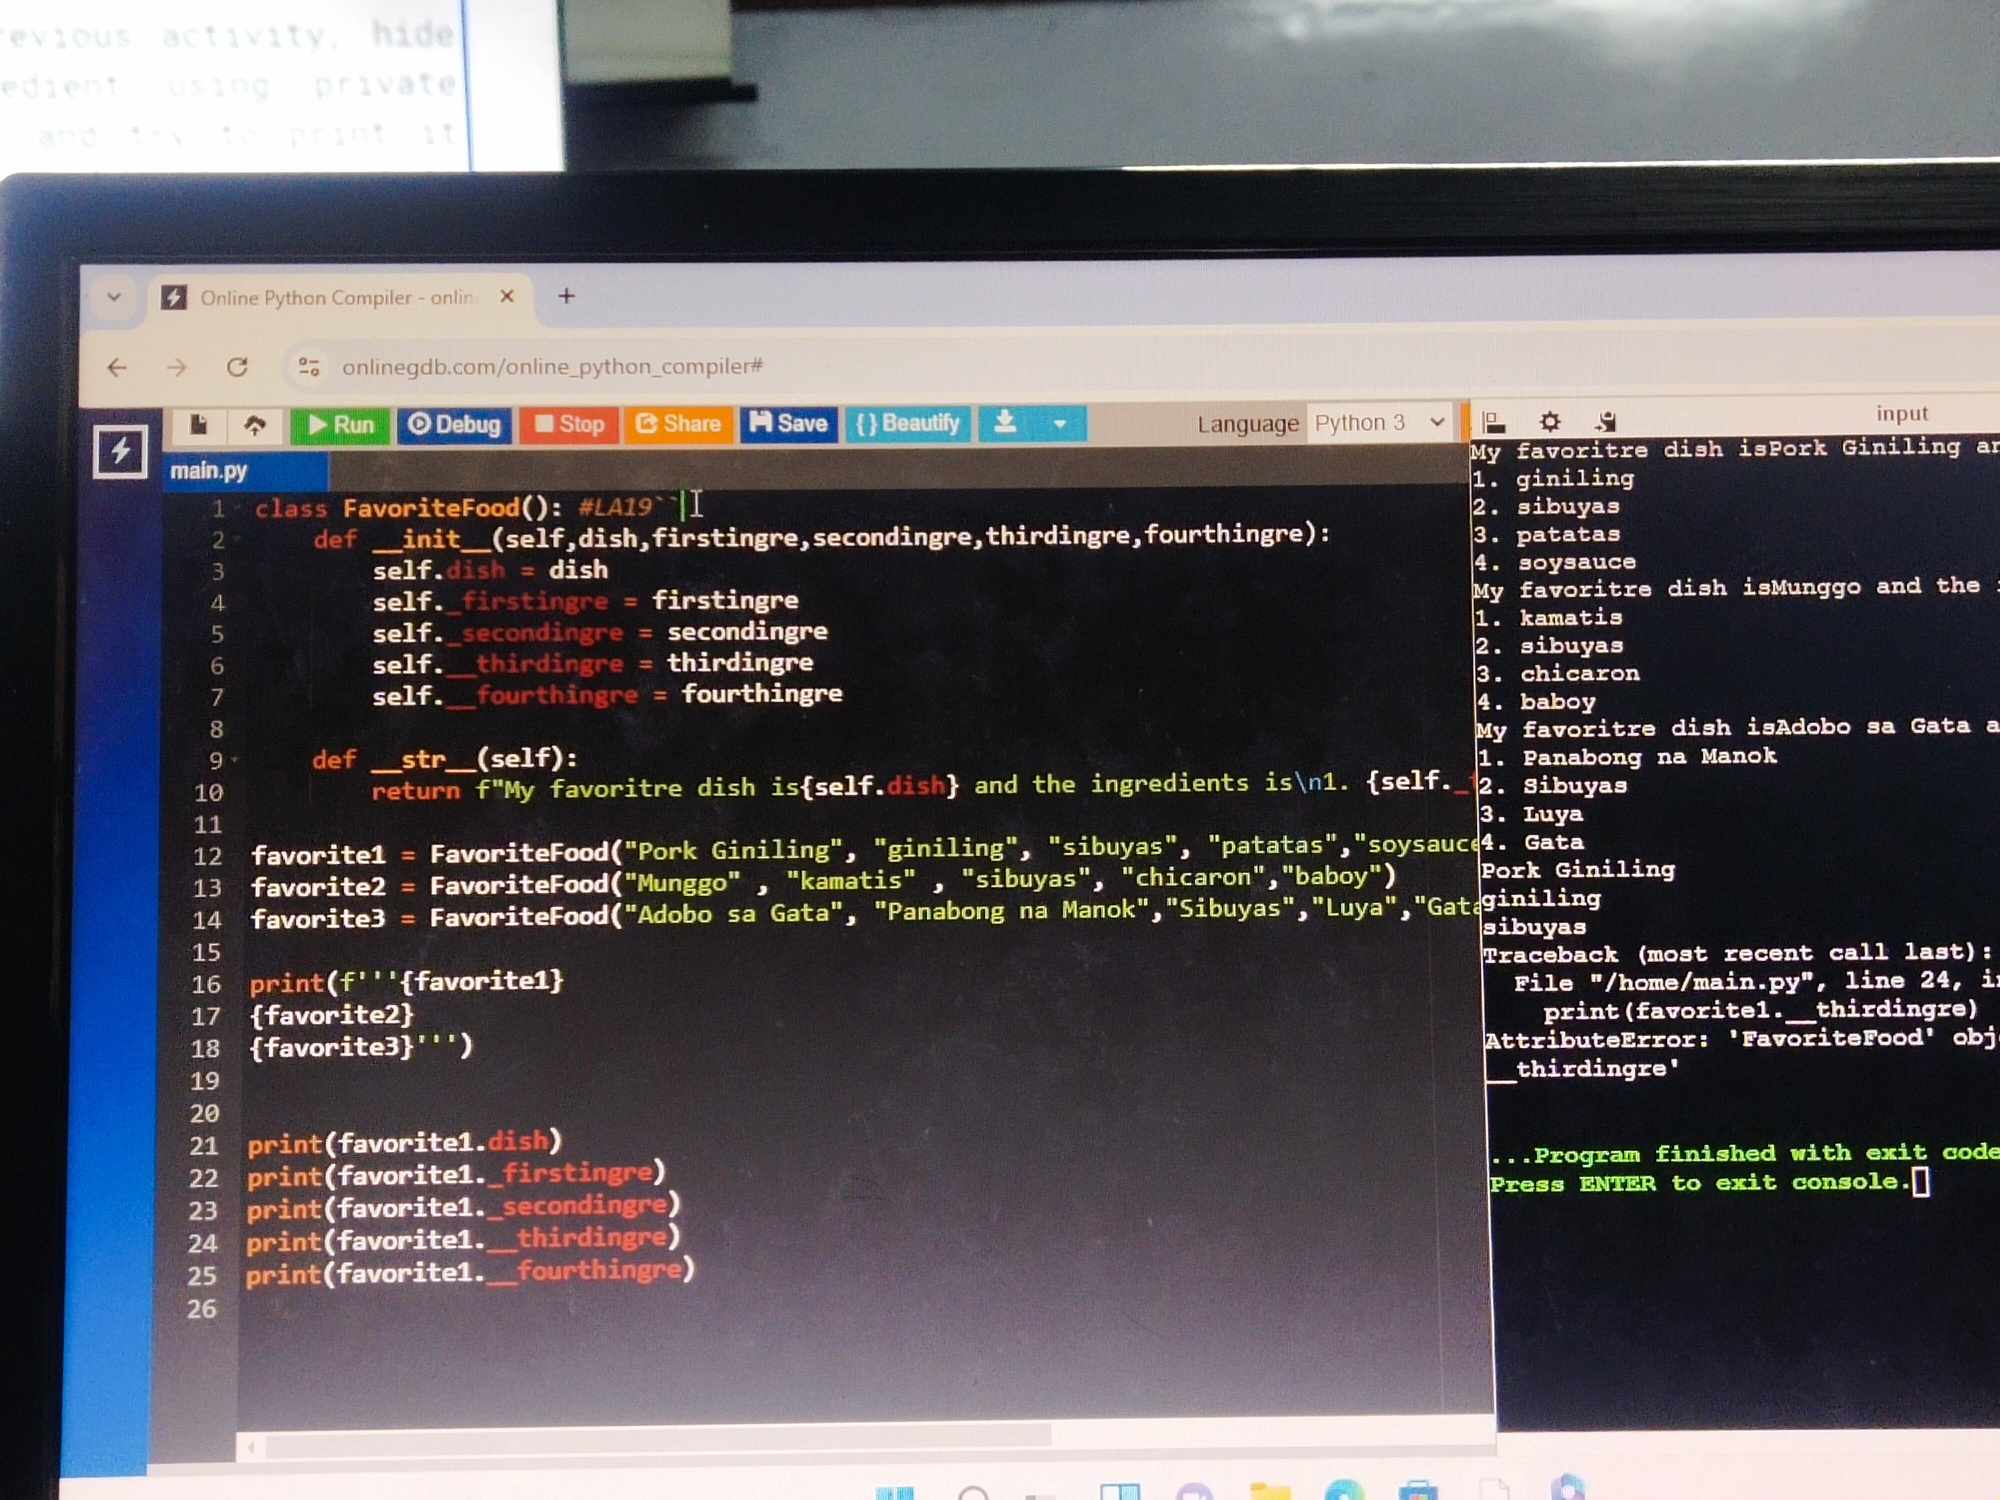 evious activity, hide
edient using private
and try to print it
Online Python Compiler - onlin
onlinegdb.com/online_python_compiler#
Run Debug Stop Share Save {} Beautify Language Python 3
main.py
1 class FavoriteFood(): #LA19``
2 def __init__(self,dish,firstingre,secondingre,thirdingre,fourthingre):
3 self.dish = dish
4 self._firstingre = firstingre
5 self._secondingre = secondingre
6 self.__thirdingre = thirdingre
7 self.__fourthingre = fourthingre
8
9 def __str__(self):
10 return f"My favoritre dish is{self.dish} and the ingredients is\n1. {self._
11
12 favorite1 = FavoriteFood("Pork Giniling", "giniling", "sibuyas", "patatas","soysauce
13 favorite2 = FavoriteFood("Munggo" , "kamatis" , "sibuyas", "chicaron","baboy")
14 favorite3 = FavoriteFood("Adobo sa Gata", "Panabong na Manok","Sibuyas","Luya","Gata
15
16 print(f'''{favorite1}
17 {favorite2}
18 {favorite3}''')
19
20
21 print(favorite1.dish)
22 print(favorite1._firstingre)
23 print(favorite1._secondingre)
24 print(favorite1.__thirdingre)
25 print(favorite1.__fourthingre)
26
input
My favoritre dish isPork Giniling an
1. giniling
2. sibuyas
3. patatas
4. soysauce
My favoritre dish isMunggo and the
1. kamatis
2. sibuyas
3. chicaron
4. baboy
My favoritre dish isAdobo sa Gata a
1. Panabong na Manok
2. Sibuyas
3. Luya
4. Gata
Pork Giniling
giniling
sibuyas
Traceback (most recent call last):
File "/home/main.py", line 24, in
print(favorite1.__thirdingre)
AttributeError: 'FavoriteFood' obj
__thirdingre'
...Program finished with exit code
Press ENTER to exit console.